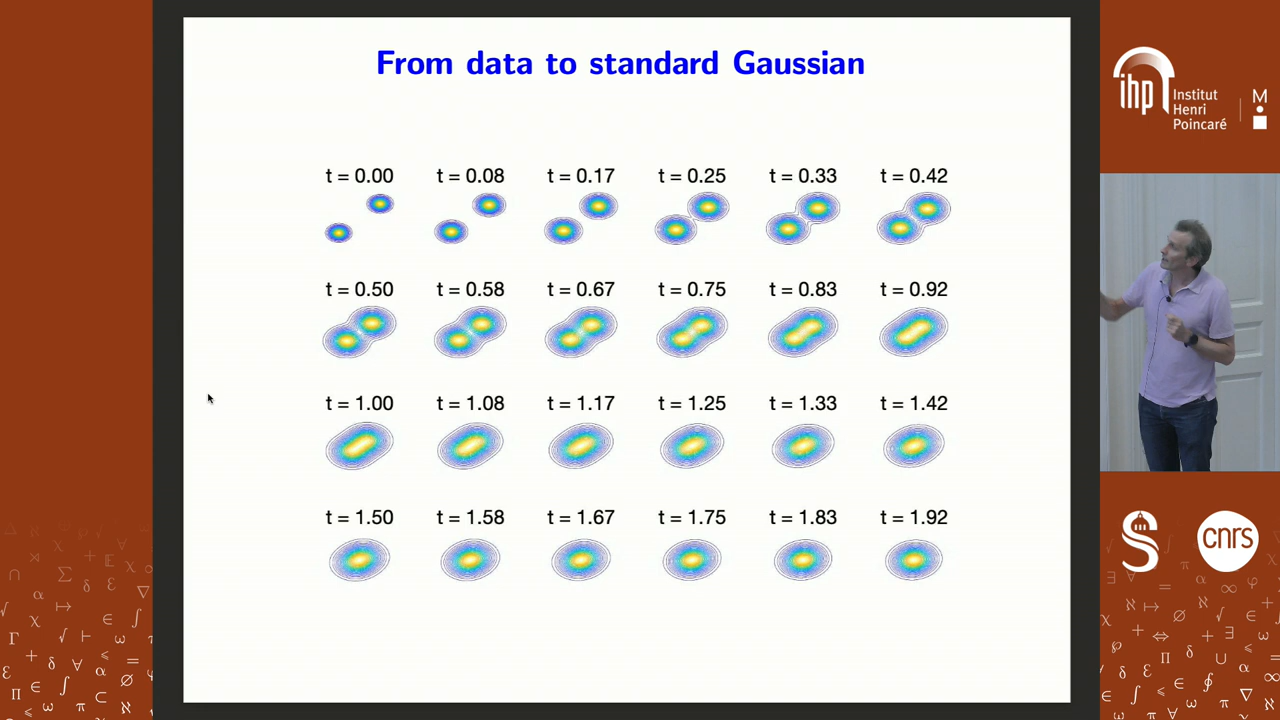 From data to standard Gaussian
t = 0.00 t = 0.08 t = 0.17 t = 0.25 t = 0.33 t = 0.42
t = 0.50 t = 0.58 t = 0.67 t = 0.75 t = 0.83 t = 0.92
t = 1.00 t = 1.08 t = 1.17 t = 1.25 t = 1.33 t = 1.42
t = 1.50 t = 1.58 t = 1.67 t = 1.75 t = 1.83 t = 1.92
ihp
Institut
Henri
Poincaré
M
S
cnrs